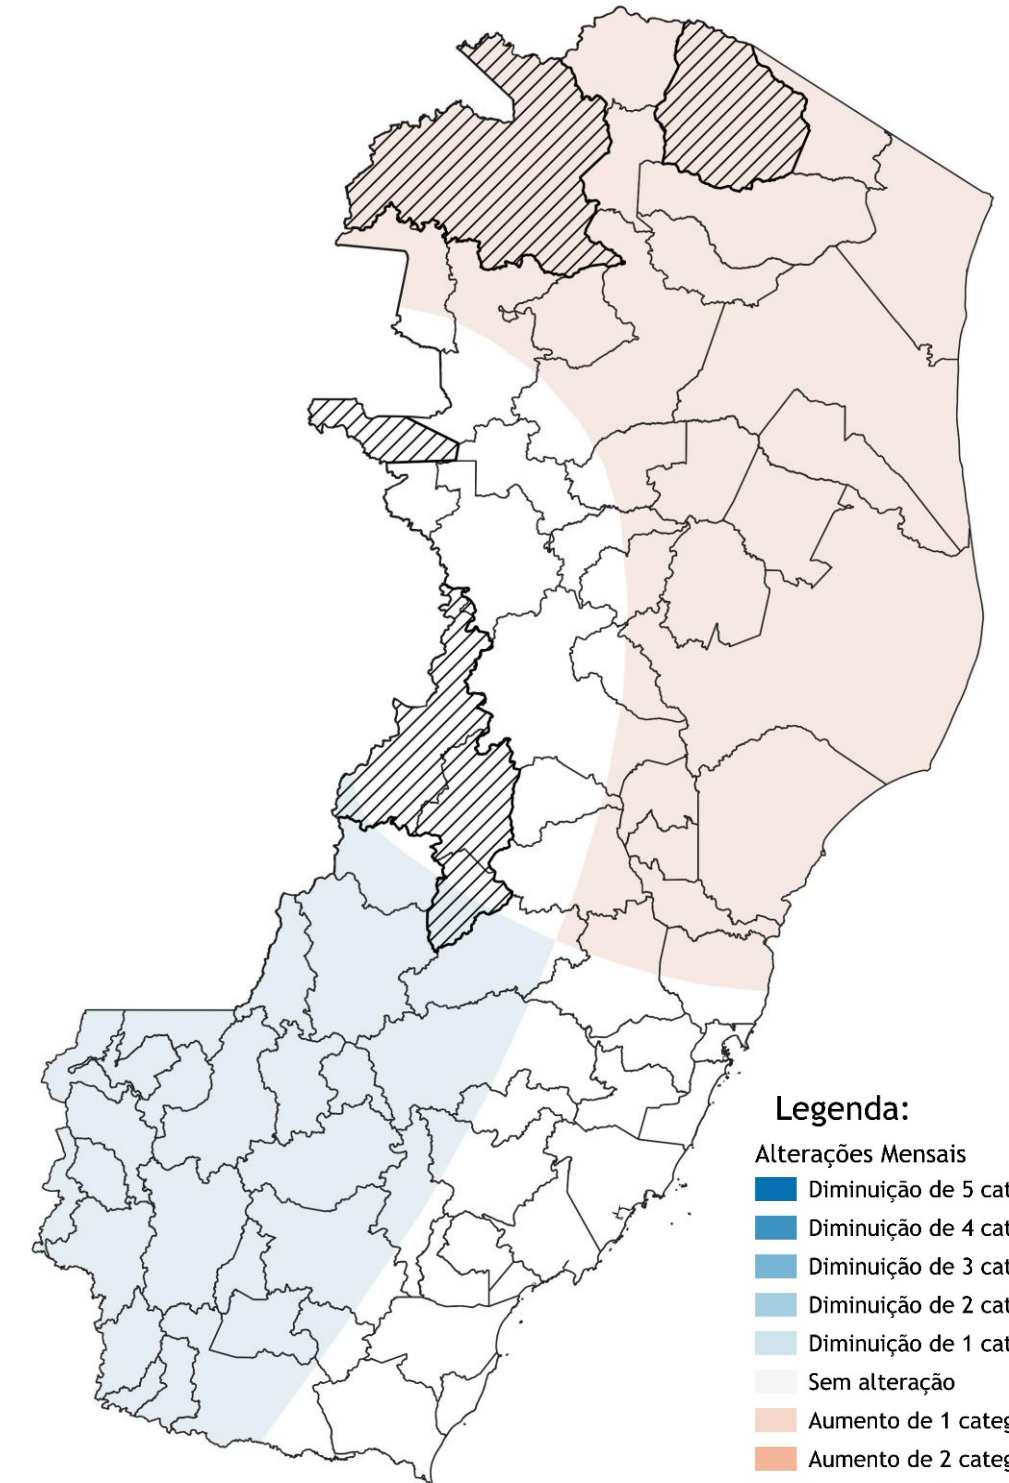 Legenda:
Alterações Mensais
Diminuição de 5 cat
Diminuição de 4 cat
Diminuição de 3 cat
Diminuição de 2 cat
Diminuição de 1 cat
Sem alteração
Aumento de 1 categ
Aumento de 2 categ